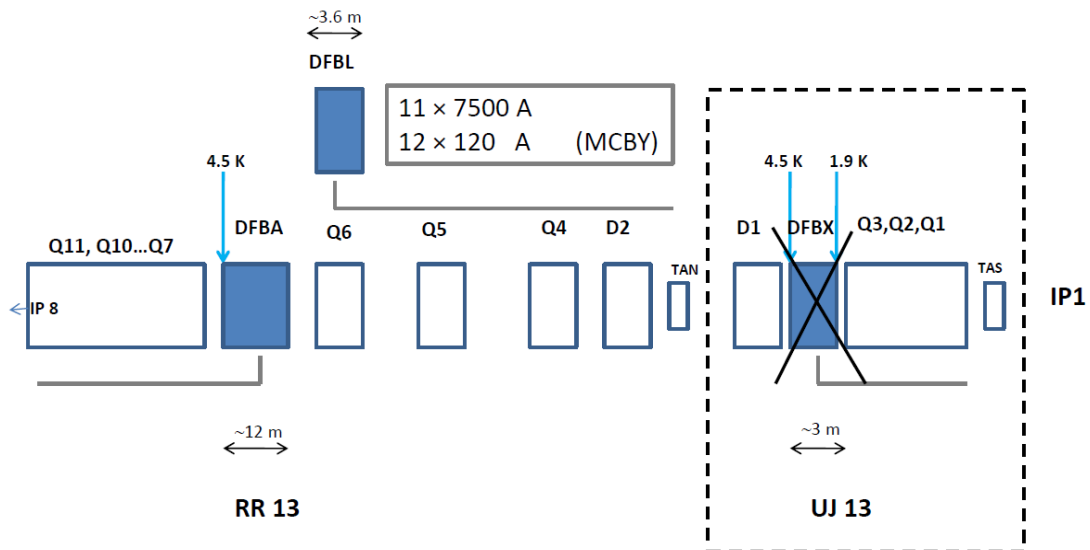 ~3.6 m
DFBL
11 × 7500 A
12 × 120 A (MCBY)
4.5 K
4.5 K
1.9 K
DFBA
Q6
Q5
Q4
D2
D1
DFBX
Q3,Q2,Q1
Q11, Q10...Q7
TAN
TAS
IP 8
IP1
~12 m
~3 m
RR 13
UJ 13